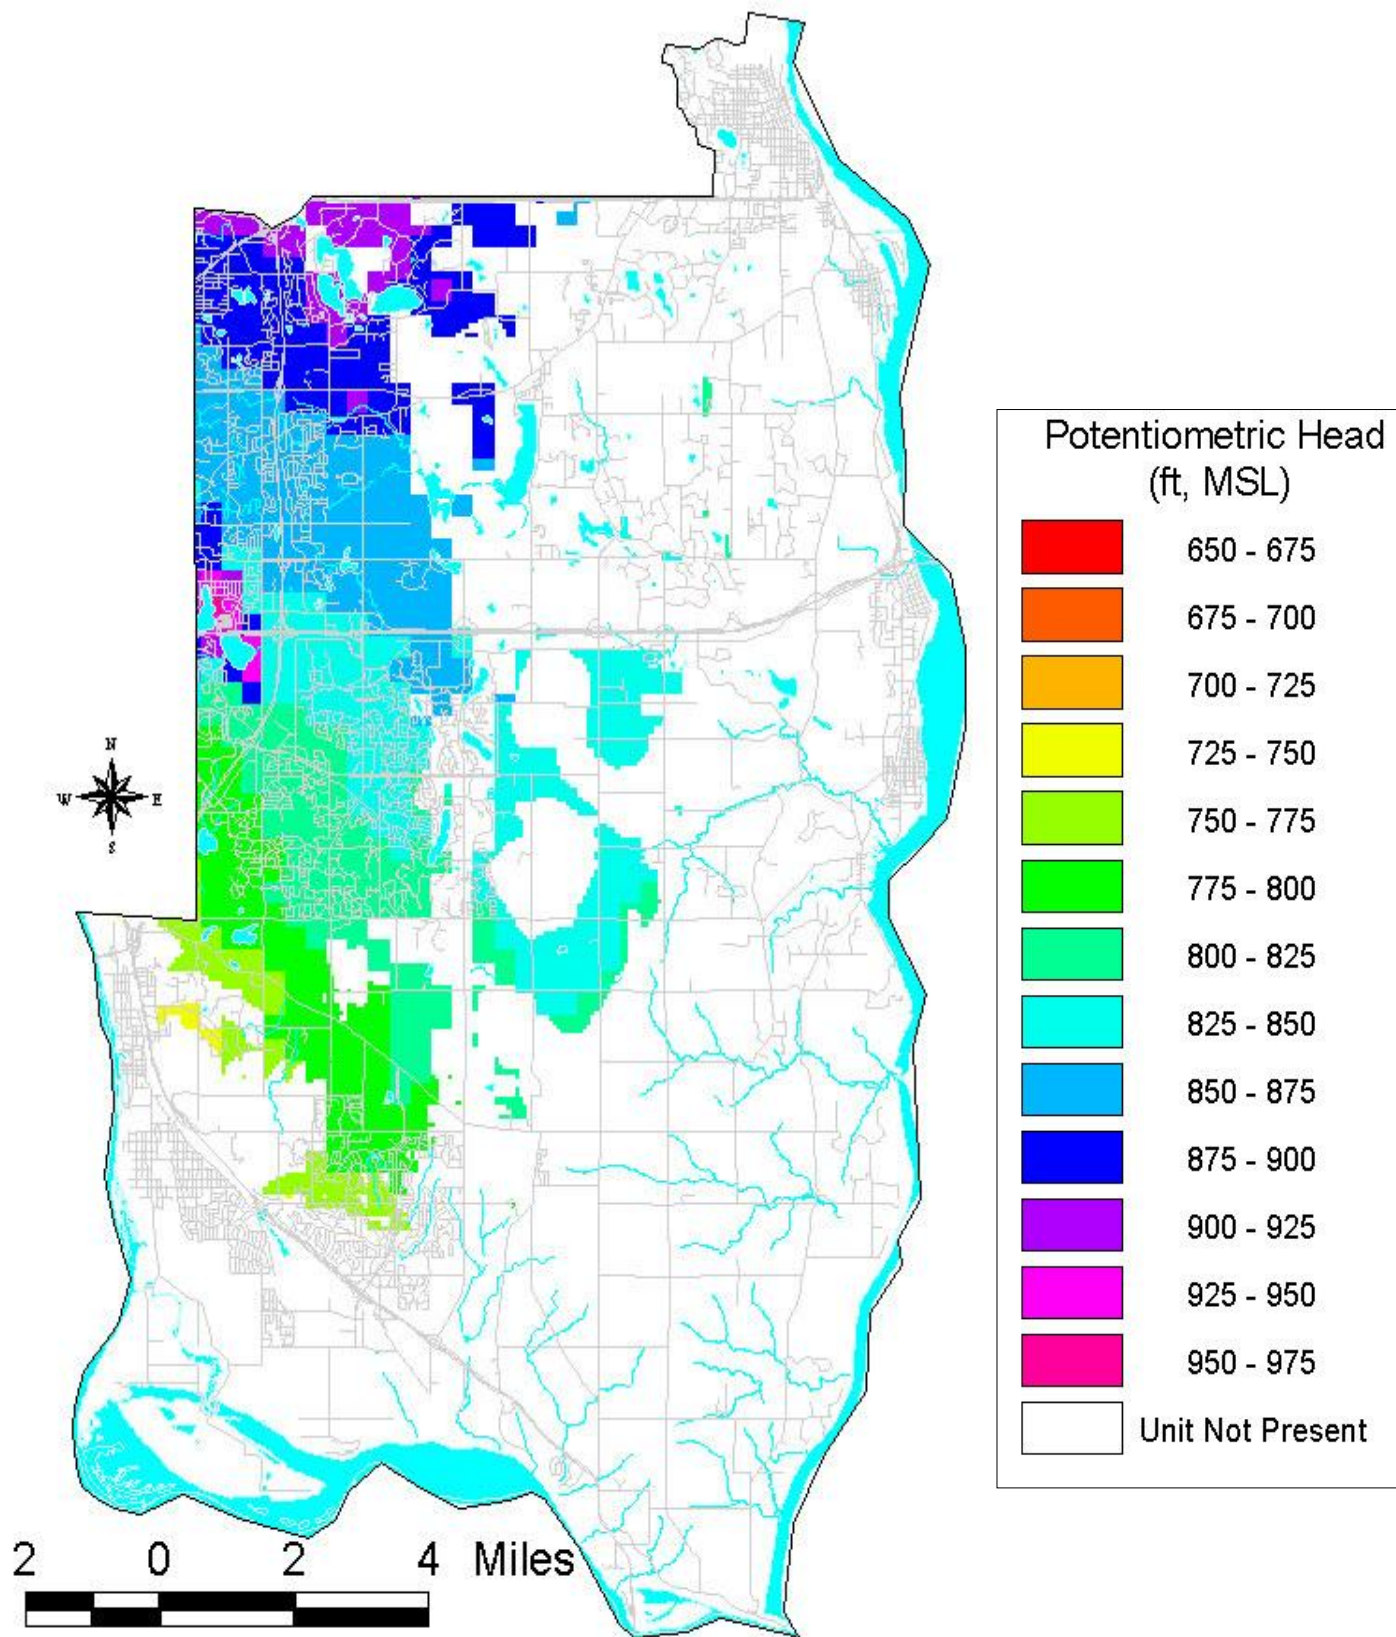 Potentiometric Head
(ft, MSL)
650 - 675
675 - 700
700 - 725
725 - 750
750 - 775
775 - 800
800 - 825
825 - 850
850 - 875
875 - 900
900 - 925
925 - 950
950 - 975
Unit Not Present
N
W E
S
2 0 2 4 Miles